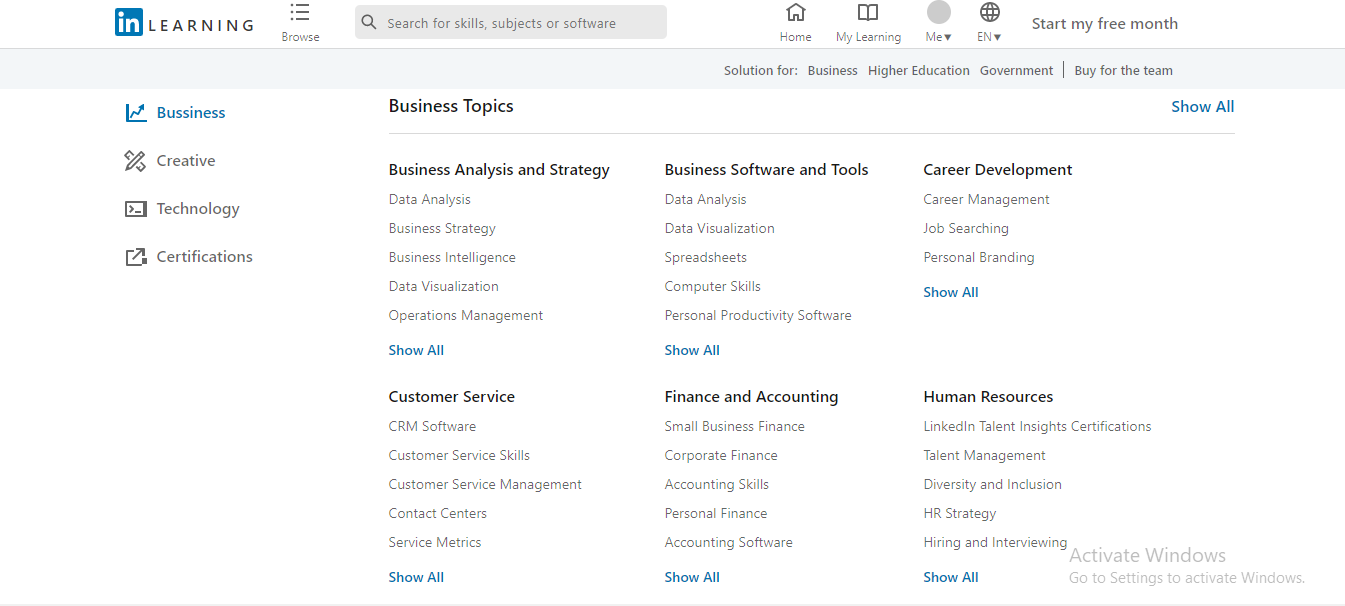 in LEARNING
Browse
Search for skills, subjects or software
Home
My Learning
Me▼
EN▼
Start my free month
Solution for: Business Higher Education Government | Buy for the team
Bussiness
Creative
Technology
Certifications
Business Topics
Show All
Business Analysis and Strategy
Data Analysis
Business Strategy
Business Intelligence
Data Visualization
Operations Management
Show All
Business Software and Tools
Data Analysis
Data Visualization
Spreadsheets
Computer Skills
Personal Productivity Software
Show All
Career Development
Career Management
Job Searching
Personal Branding
Show All
Customer Service
CRM Software
Customer Service Skills
Customer Service Management
Contact Centers
Service Metrics
Show All
Finance and Accounting
Small Business Finance
Corporate Finance
Accounting Skills
Personal Finance
Accounting Software
Show All
Human Resources
LinkedIn Talent Insights Certifications
Talent Management
Diversity and Inclusion
HR Strategy
Hiring and Interviewing
Show All
Activate Windows
Go to Settings to activate Windows.